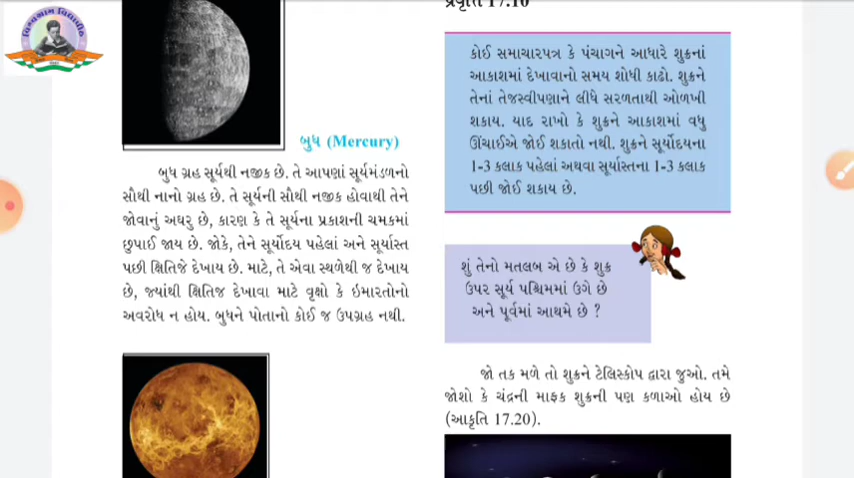 વિશ્વગ્રામ વિદ્યાપીઠ
બુધ (Mercury)
બુધ ગ્રહ સૂર્યથી નજીક છે. તે આપણાં સૂર્યમંડળનો
સૌથી નાનો ગ્રહ છે. તે સૂર્યની સૌથી નજીક હોવાથી તેને
જોવાનું અઘરુ છે, કારણ કે તે સૂર્યના પ્રકાશની ચમકમાં
છુપાઈ જાય છે. જોકે, તેને સૂર્યોદય પહેલાં અને સૂર્યાસ્ત
પછી ક્ષિતિજે દેખાય છે. માટે, તે એવા સ્થળેથી જ દેખાય
છે, જ્યાંથી ક્ષિતિજ દેખાવા માટે વૃક્ષો કે ઇમારતોનો
અવરોધ ન હોય. બુધને પોતાનો કોઈ જ ઉપગ્રહ નથી.
પ્રવૃત્તિ 17.10
કોઈ સમાચારપત્ર કે પંચાગને આધારે શુક્રનાં
આકાશમાં દેખાવાનો સમય શોધી કાઢો. શુક્રને
તેનાં તેજસ્વીપણાને લીધે સરળતાથી ઓળખી
શકાય. યાદ રાખો કે શુક્રને આકાશમાં વધુ
ઊંચાઈએ જોઈ શકાતો નથી. શુક્રને સૂર્યોદયના
1-3 કલાક પહેલાં અથવા સૂર્યાસ્તના 1-3 કલાક
પછી જોઈ શકાય છે.
શું તેનો મતલબ એ છે કે શુક્ર
ઉપર સૂર્ય પશ્ચિમમાં ઉગે છે
અને પૂર્વમાં આથમે છે ?
જો તક મળે તો શુક્રને ટેલિસ્કોપ દ્વારા જુઓ. તમે
જોશો કે ચંદ્રની માફક શુક્રની પણ કળાઓ હોય છે
(આકૃતિ 17.20).